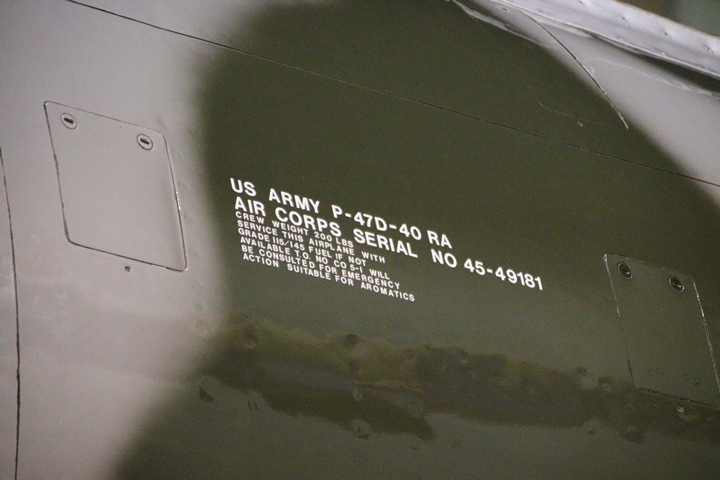 US ARMY P-47D-40 RA
AIR CORPS SERIAL NO 45-49181
CREW WEIGHT 200 LBS
SERVICE THIS AIRPLANE WITH
GRADE 115/145 FUEL IF NOT
AVAILABLE T.O. NO CO 5-1 WILL
BE CONSULTED FOR EMERGENCY
ACTION SUITABLE FOR AROMATICS